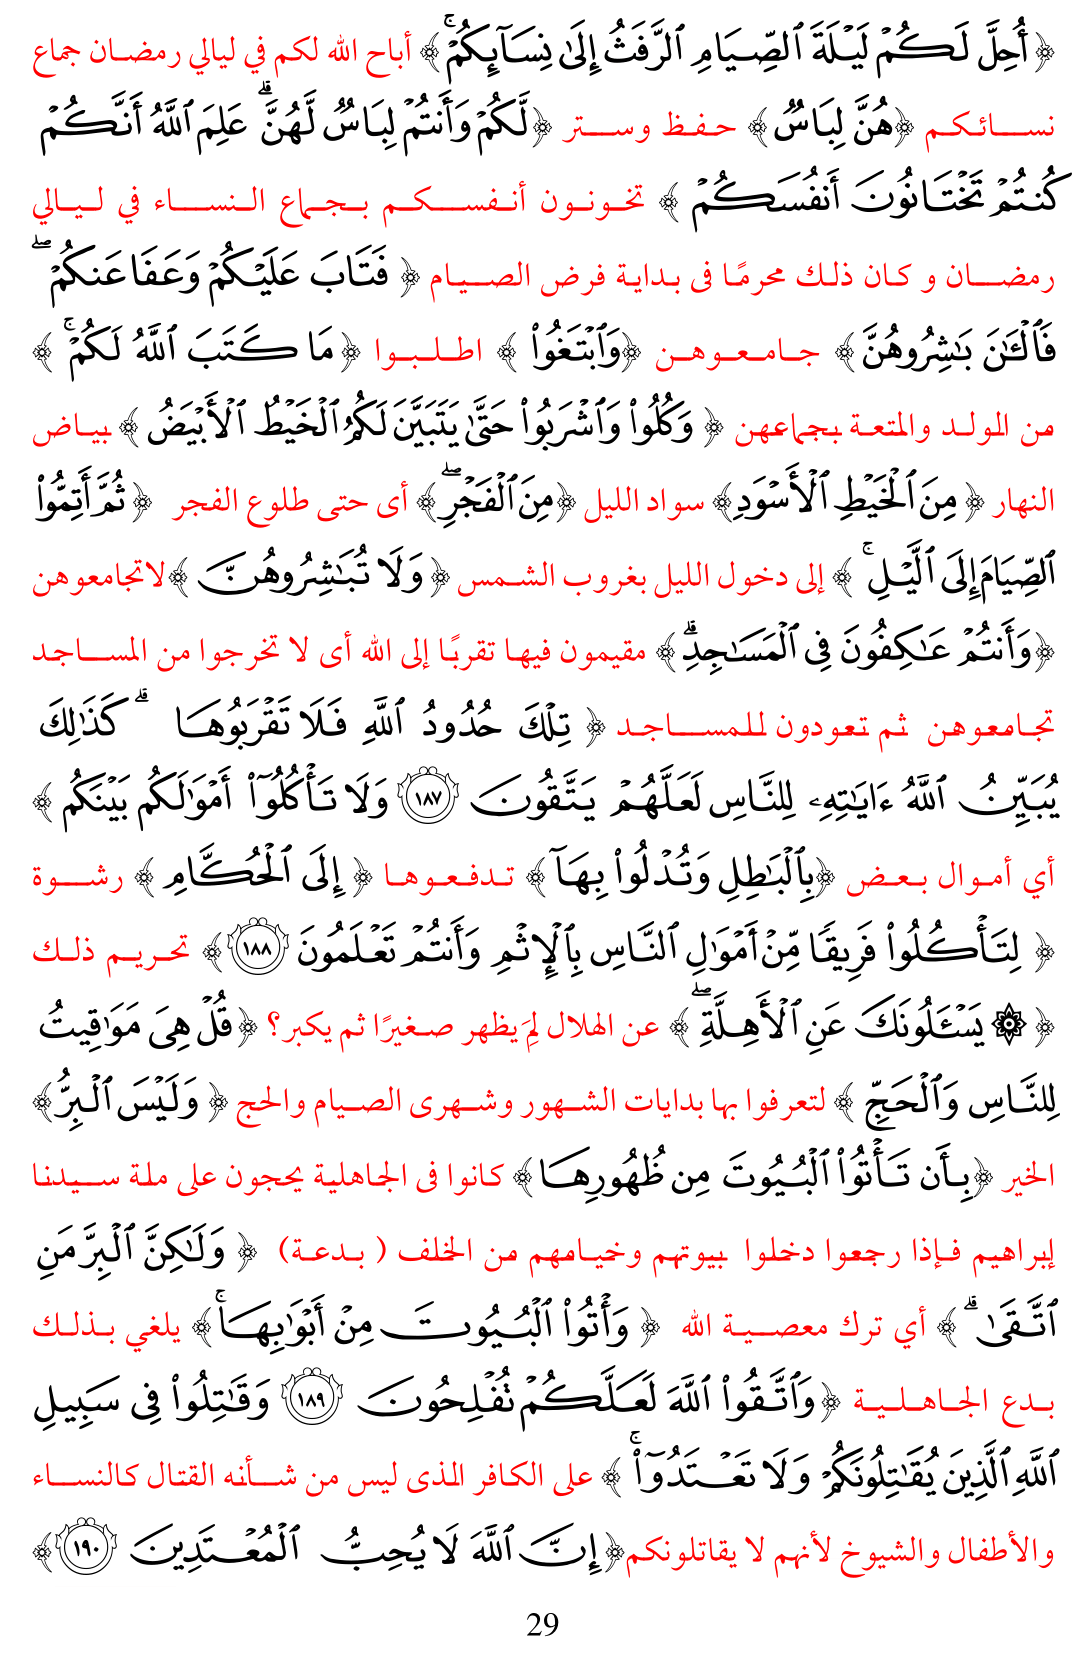 ﴿ أُحِلَّ لَكُمْ لَيْلَةَ ٱلصِّيَامِ ٱلرَّفَثُ إِلَىٰ نِسَآئِكُمْۚ ﴾ أباح الله لكم في ليالي رمضان جماع
نسائكم ﴿هُنَّ لِبَاسٌ ﴾ حفظ وستر ﴿لَّكُمْ وَأَنتُمْ لِبَاسٌ لَّهُنَّۗ عَلِمَ ٱللَّهُ أَنَّكُمْ
كُنتُمْ تَخْتَانُونَ أَنفُسَكُمْ ﴾ تخونون أنفسكم بجماع النساء في ليالي
رمضان و كان ذلك محرمًا فى بداية فرض الصيام ﴿ فَتَابَ عَلَيْكُمْ وَعَفَا عَنكُمْۖ
فَٱلْـَٰٔنَ بَـٰشِرُوهُنَّ ﴾ جامعوهن ﴿وَٱبْتَغُوا۟ ﴾ اطلبوا ﴿ مَا كَتَبَ ٱللَّهُ لَكُمْۚ ﴾
من الولد والمتعة بجماعهن ﴿ وَكُلُوا۟ وَٱشْرَبُوا۟ حَتَّىٰ يَتَبَيَّنَ لَكُمُ ٱلْخَيْطُ ٱلْأَبْيَضُ ﴾ بياض
النهار ﴿ مِنَ ٱلْخَيْطِ ٱلْأَسْوَدِ﴾ سواد الليل ﴿مِنَ ٱلْفَجْرِۖ ﴾ أى حتى طلوع الفجر ﴿ ثُمَّ أَتِمُّوا۟
ٱلصِّيَامَ إِلَى ٱلَّيْلِۚ ﴾ إلى دخول الليل بغروب الشمس ﴿ وَلَا تُبَـٰشِرُوهُنَّ ﴾ لاتجامعوهن
﴿وَأَنتُمْ عَـٰكِفُونَ فِى ٱلْمَسَـٰجِدِۗ ﴾ مقيمون فيها تقربًا إلى الله أى لا تخرجوا من المساجد
تجامعوهن ثم تعودون للمساجد ﴿ تِلْكَ حُدُودُ ٱللَّهِ فَلَا تَقْرَبُوهَا ۗ كَذَٰلِكَ
يُبَيِّنُ ٱللَّهُ ءَايَـٰتِهِۦ لِلنَّاسِ لَعَلَّهُمْ يَتَّقُونَ ١٨٧ وَلَا تَأْكُلُوٓا۟ أَمْوَٰلَكُم بَيْنَكُم ﴾
أي أموال بعض ﴿بِٱلْبَـٰطِلِ وَتُدْلُوا۟ بِهَآ ﴾ تدفعوها ﴿ إِلَى ٱلْحُكَّامِ ﴾ رشوة
﴿ لِتَأْكُلُوا۟ فَرِيقًا مِّنْ أَمْوَٰلِ ٱلنَّاسِ بِٱلْإِثْمِ وَأَنتُمْ تَعْلَمُونَ ١٨٨ ﴾ تحريم ذلك
﴿ ۞ يَسْـَٔلُونَكَ عَنِ ٱلْأَهِلَّةِۖ ﴾ عن الهلال لِمَ يظهر صغيرًا ثم يكبر؟ ﴿ قُلْ هِىَ مَوَٰقِيتُ
لِلنَّاسِ وَٱلْحَجِّ ﴾ لتعرفوا بها بدايات الشهور وشهرى الصيام والحج ﴿ وَلَيْسَ ٱلْبِرُّ ﴾
الخير ﴿بِأَن تَأْتُوا۟ ٱلْبُيُوتَ مِن ظُهُورِهَا ﴾ كانوا فى الجاهلية يحجون على ملة سيدنا
إبراهيم فإذا رجعوا دخلوا بيوتهم وخيامهم من الخلف ( بدعة) ﴿ وَلَـٰكِنَّ ٱلْبِرَّ مَنِ
ٱتَّقَىٰۗ ﴾ أي ترك معصية الله ﴿ وَأْتُوا۟ ٱلْبُيُوتَ مِنْ أَبْوَٰبِهَاۚ ﴾ يلغي بذلك
بدع الجاهلية ﴿وَٱتَّقُوا۟ ٱللَّهَ لَعَلَّكُمْ تُفْلِحُونَ ١٨٩ وَقَـٰتِلُوا۟ فِى سَبِيلِ
ٱللَّهِ ٱلَّذِينَ يُقَـٰتِلُونَكُمْ وَلَا تَعْتَدُوٓا۟ۚ ﴾ على الكافر الذى ليس من شأنه القتال كالنساء
والأطفال والشيوخ لأنهم لا يقاتلونكم﴿ إِنَّ ٱللَّهَ لَا يُحِبُّ ٱلْمُعْتَدِينَ ١٩٠ ﴾
29